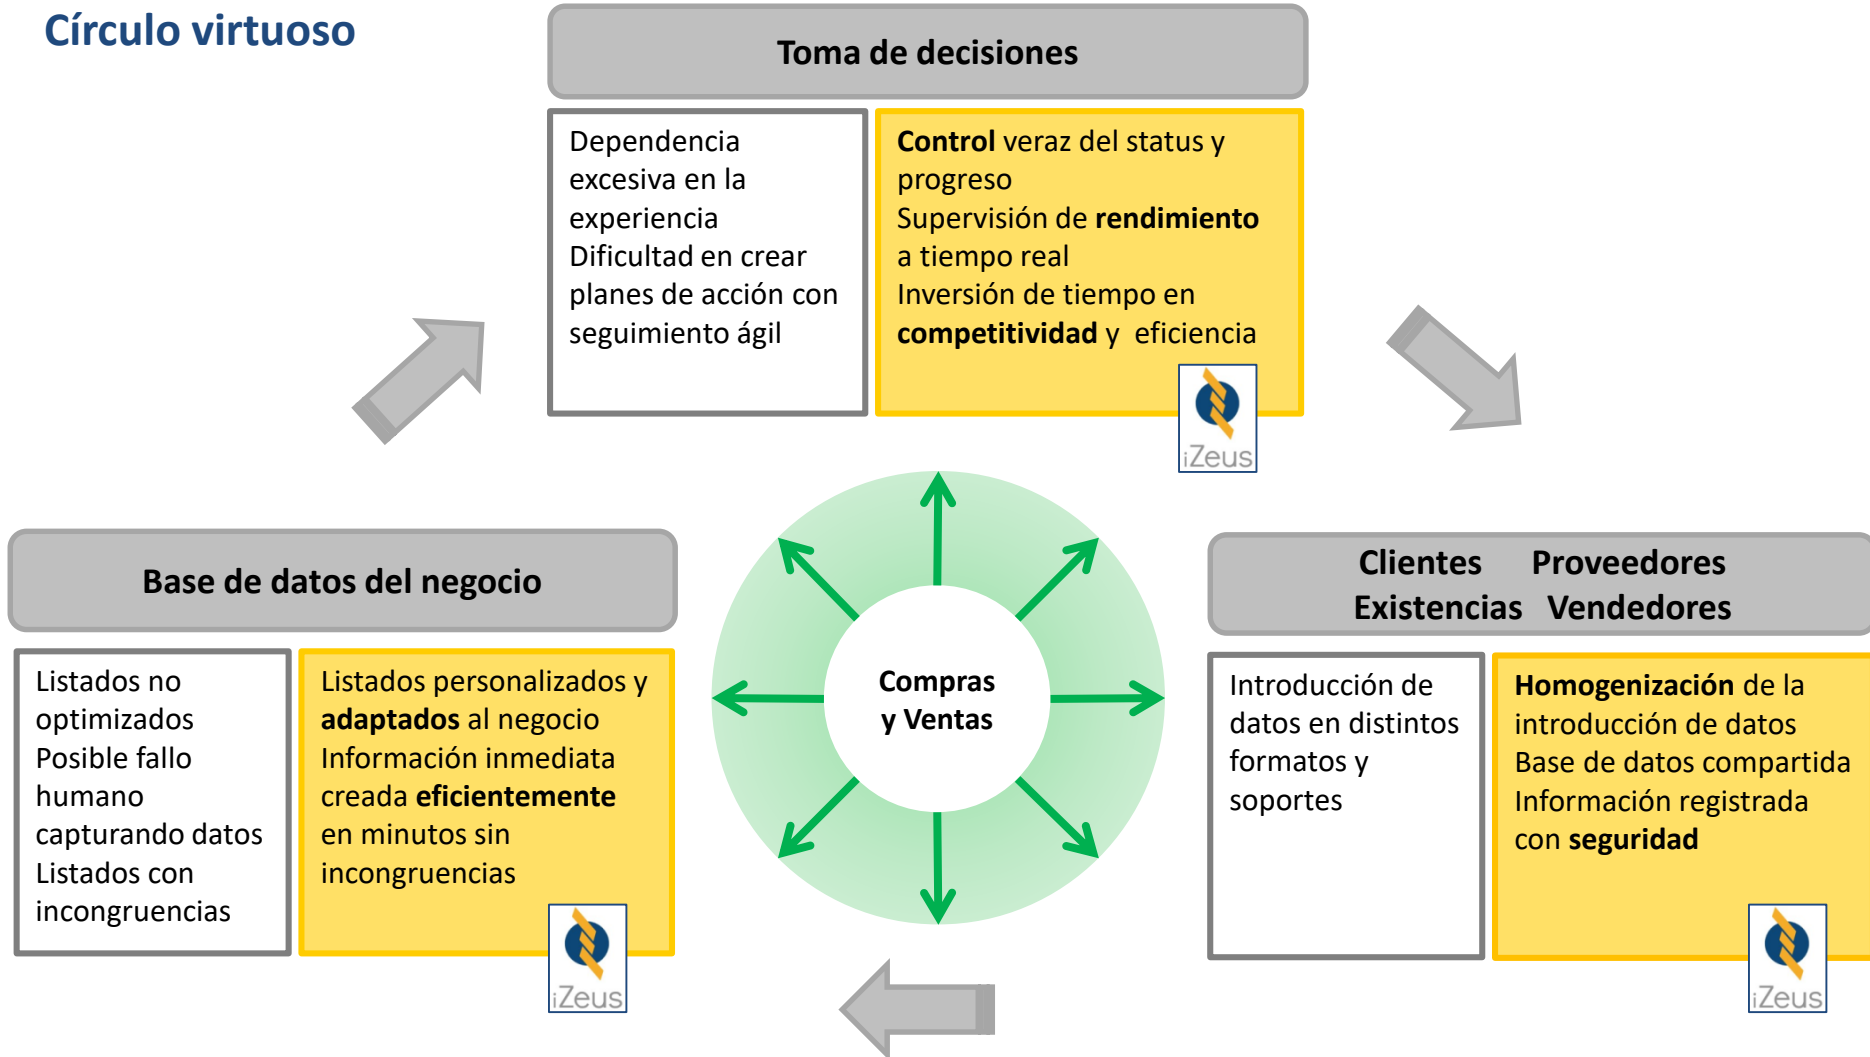 Círculo virtuoso
Toma de decisiones
Dependencia
excesiva en la
experiencia
Dificultad en crear
planes de acción con
seguimiento ágil
Control veraz del status y
progreso
Supervisión de rendimiento
a tiempo real
Inversión de tiempo en
competitividad y eficiencia
iZeus
Base de datos del negocio
Listados no
optimizados
Posible fallo
humano
capturando datos
Listados con
incongruencias
Listados personalizados y
adaptados al negocio
Información inmediata
creada eficientemente
en minutos sin
incongruencias
iZeus
Compras
y Ventas
Clientes Proveedores
Existencias Vendedores
Introducción de
datos en distintos
formatos y
soportes
Homogenización de la
introducción de datos
Base de datos compartida
Información registrada
con seguridad
iZeus